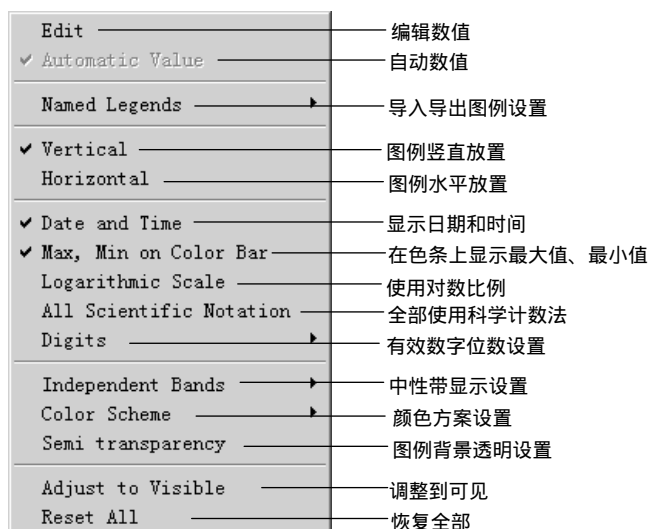 Edit 编辑数值
Automatic Value 自动数值
Named Legends 导入导出图例设置
Vertical 图例竖直放置
Horizontal 图例水平放置
Date and Time 显示日期和时间
Max, Min on Color Bar 在色条上显示最大值、最小值
Logarithmic Scale 使用对数比例
All Scientific Notation 全部使用科学计数法
Digits 有效数字位数设置
Independent Bands 中性带显示设置
Color Scheme 颜色方案设置
Semi transparency 图例背景透明设置
Adjust to Visible 调整到可见
Reset All 恢复全部